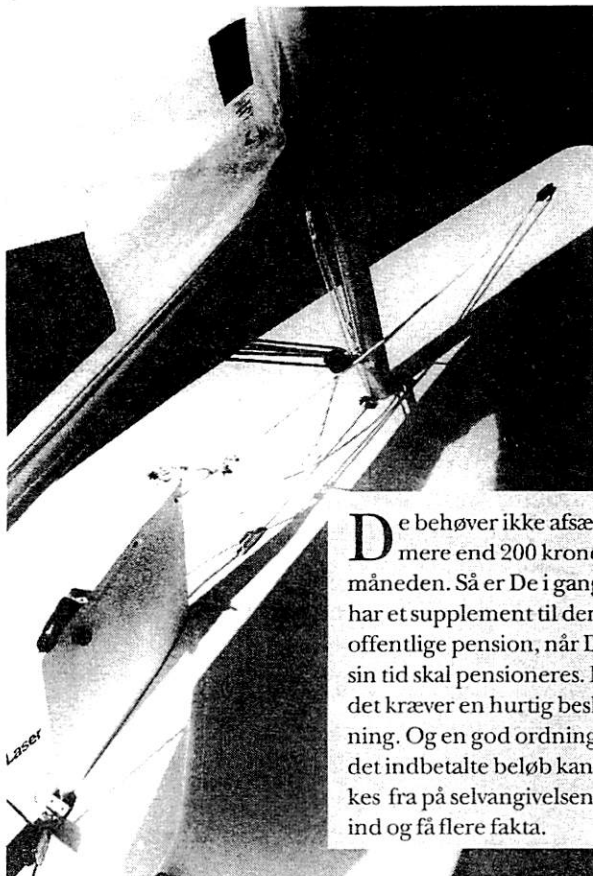 De behøver ikke afsæ
mere end 200 krone
måneden. Så er De i gang
har et supplement til den
offentlige pension, når D
sin tid skal pensioneres.
det kræver en hurtig besl
ning. Og en god ordning
det indbetalte beløb kan
kes fra på selvangivelsen
ind og få flere fakta.
Laser